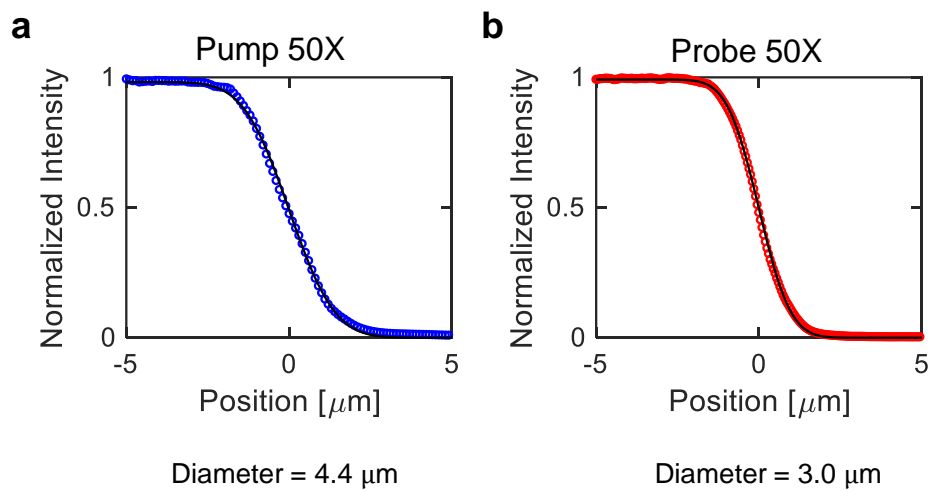 a
Pump 50X
Normalized Intensity
1
0.5
0
-5
0
5
Position [μm]
Diameter = 4.4 μm
b
Probe 50X
Normalized Intensity
1
0.5
0
-5
0
5
Position [μm]
Diameter = 3.0 μm